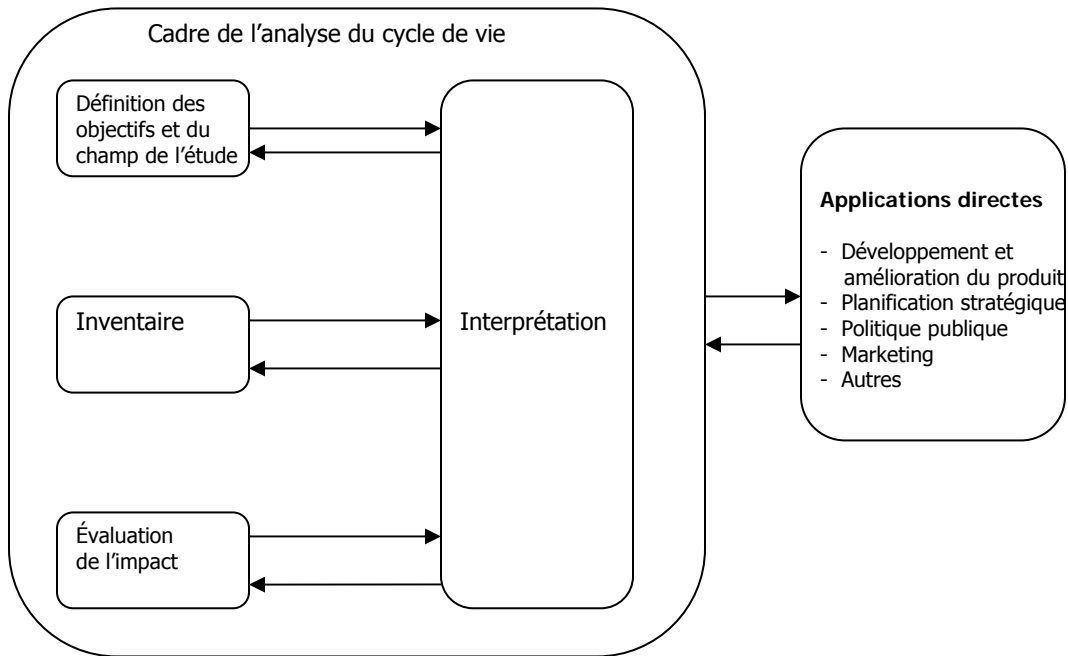 Cadre de l’analyse du cycle de vie
Définition des
objectifs et du
champ de l’étude
Inventaire
Évaluation
de l’impact
Interprétation
Applications directes
- Développement et
amélioration du produit
- Planification stratégique
- Politique publique
- Marketing
- Autres